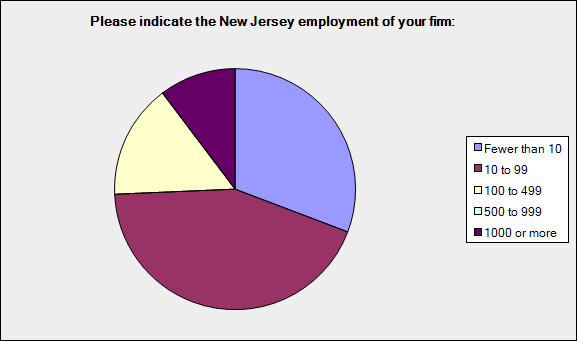 Please indicate the New Jersey employment of your firm:
Fewer than 10
10 to 99
100 to 499
500 to 999
1000 or more